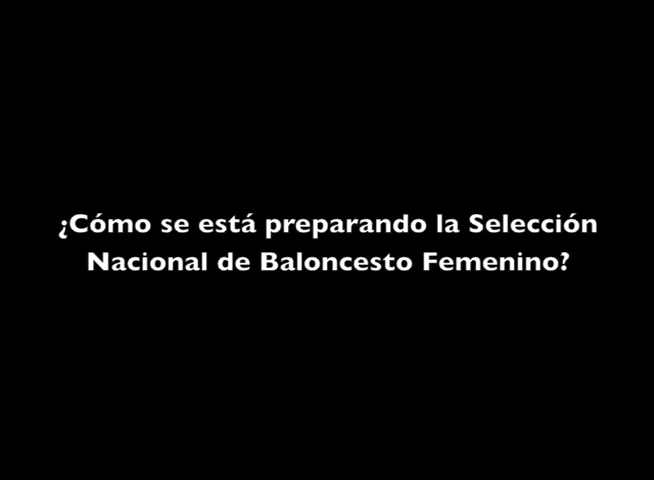 ¿Cómo se está preparando la Selección
Nacional de Baloncesto Femenino?